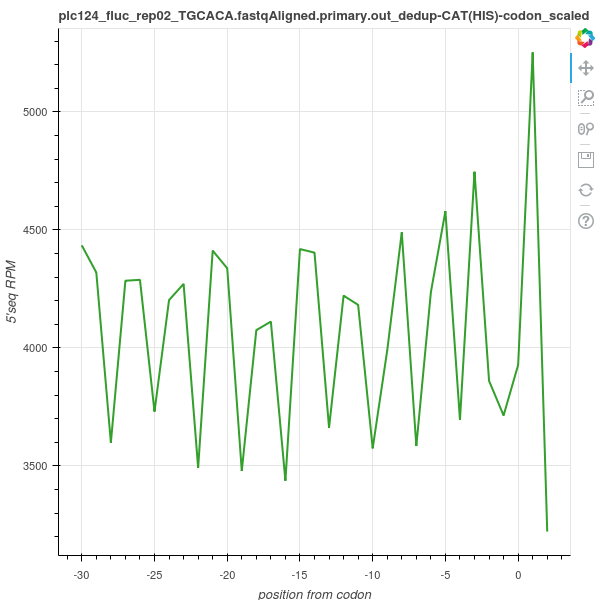 plc124_fluc_rep02_TGCACA.fastqAligned.primary.out_dedup-CAT(HIS)-codon_scaled
5'seq RPM
5000
4500
4000
3500
-30 -25 -20 -15 -10 -5 0
position from codon